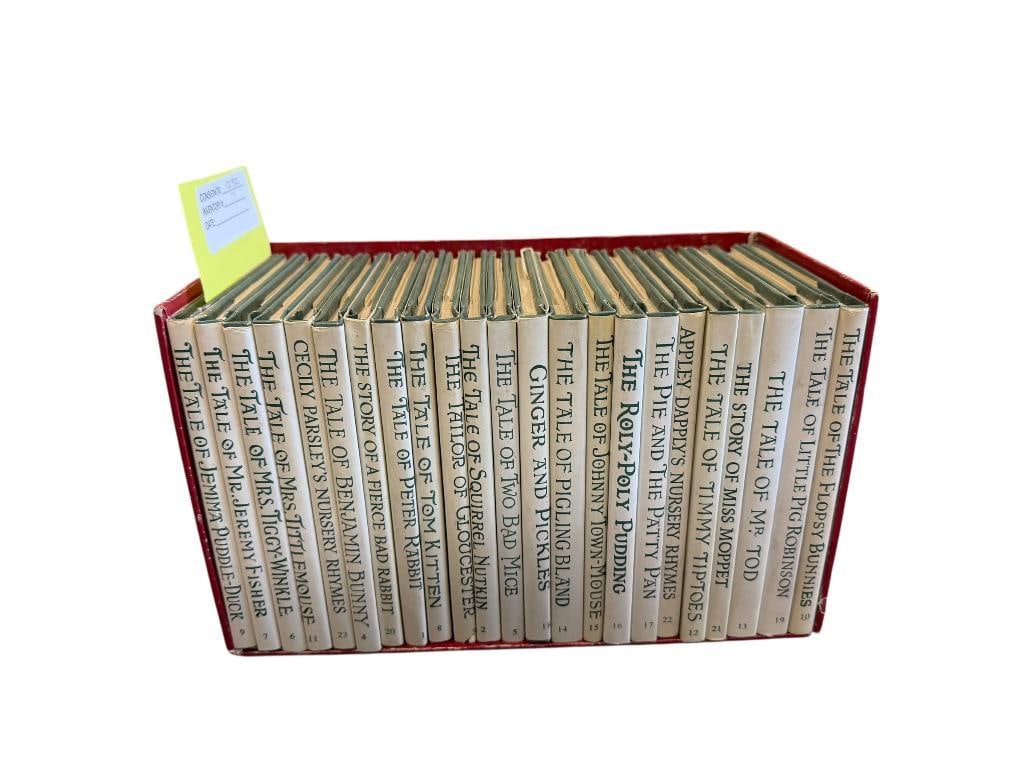 CONSIGNOR
INVENTORY#
DATE:
THE TALE OF JEMIMA PUDDLE-DUCK
9
THE TALE OF MR. JEREMY FISHER
7
THE TALE OF MRS. TIGGY-WINKLE
6
THE TALE OF MRS. TITTLEMOUSE
11
CECILY PARSLEY'S NURSERY RHYMES
23
THE TALE OF BENJAMIN BUNNY
4
THE STORY OF A FIERCE BAD RABBIT
20
THE TALE OF PETER RABBIT
1
THE TALE OF TOM KITTEN
8
THE TAILOR OF GLOUCESTER
THE TALE OF SQUIRREL NUTKIN
2
THE TALE OF TWO BAD MICE
5
GINGER AND PICKLES
THE TALE OF PIGLING BLAND
14
THE TALE OF JOHNNY TOWN-MOUSE
15
THE ROLY-POLY PUDDING
16
THE PIE AND THE PATTY PAN
17
APPLEY DAPPLY'S NURSERY RHYMES
22
THE TALE OF TIMMY TIPTOES
12
THE STORY OF MISS MOPPET
21
THE TALE OF MR. TOD
13
THE TALE OF LITTLE PIG ROBINSON
19
THE TALE OF THE FLOPSY BUNNIES
10